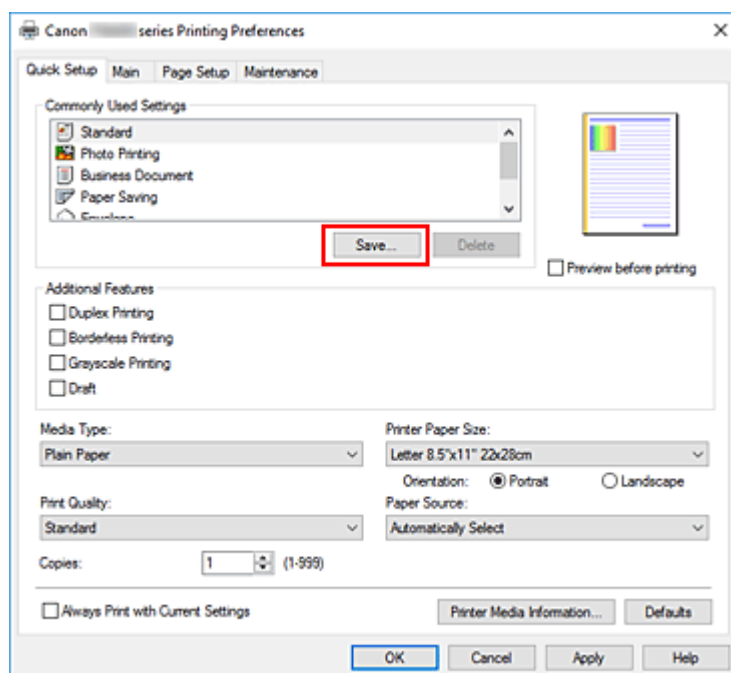 Canon series Printing Preferences
Quick Setup Main Page Setup Maintenance
Commonly Used Settings
Standard
Photo Printing
Business Document
Paper Saving
Envelope
Save... Delete
Preview before printing
Additional Features
Duplex Printing
Borderless Printing
Grayscale Printing
Draft
Media Type: Printer Paper Size:
Plain Paper Letter 8.5"x11" 22x28cm
Orientation: Portrait Landscape
Print Quality: Paper Source:
Standard Automatically Select
Copies: 1 (1-999)
Always Print with Current Settings Printer Media Information... Defaults
OK Cancel Apply Help